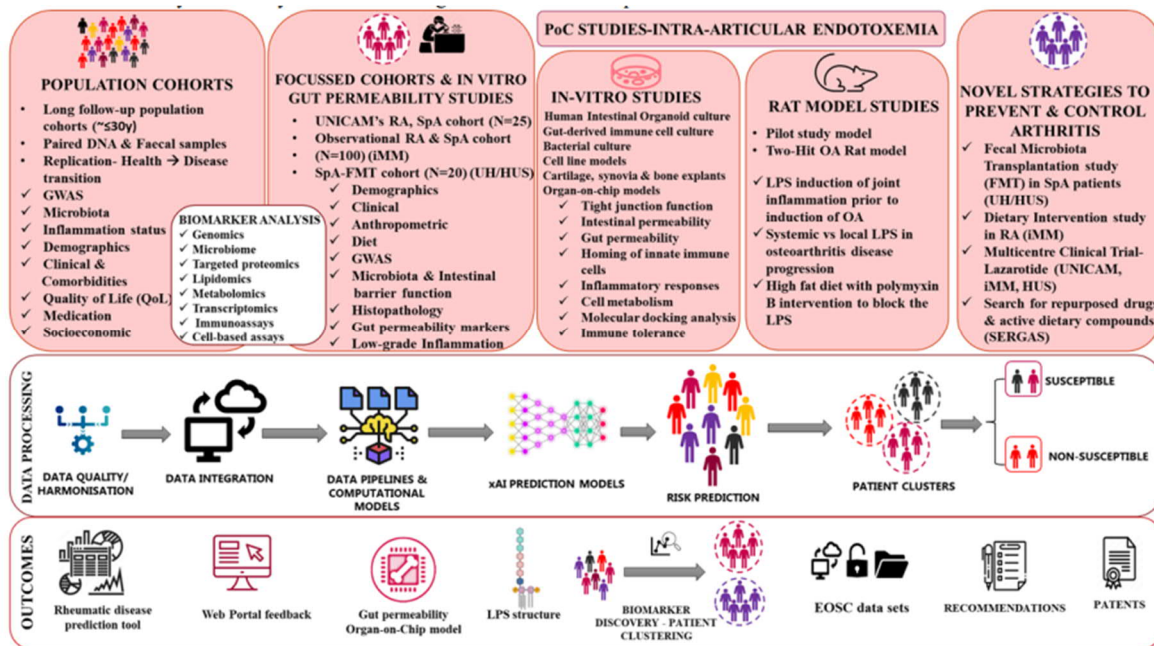 PoC STUDIES-INTRA-ARTICULAR ENDOTOXEMIA
POPULATION COHORTS
• Long follow-up population
cohorts (~≤30y)
• Paired DNA & Faecal samples
• Replication- Health → Disease
transition
✓ GWAS
✓ Microbiota
✓ Inflammation status
✓ Demographics
✓ Clinical &
Comorbidities
✓ Quality of Life (QoL)
✓ Medication
✓ Socioeconomic
BIOMARKER ANALYSIS
✓ Genomics
✓ Microbiome
✓ Targeted proteomics
✓ Lipidomics
✓ Metabolomics
✓ Transcriptomics
✓ Immunoassays
✓ Cell-based assays
FOCUSSED COHORTS & IN VITRO
GUT PERMEABILITY STUDIES
• UNICAM's RA, SpA cohort (N=25)
• Observational RA & SpA cohort
• (N=100) (iMM)
• SpA-FMT cohort (N=20) (UH/HUS)
✓ Demographics
✓ Clinical
✓ Anthropometric
✓ Diet
✓ GWAS
✓ Microbiota & Intestinal
barrier function
✓ Histopathology
✓ Gut permeability markers
✓ Low-grade Inflammation
IN-VITRO STUDIES
Human Intestinal Organoid culture
Gut-derived immune cell culture
Bacterial culture
Cell line models
Cartilage, synovia & bone explants
Organ-on-chip models
✓ Tight junction function
✓ Intestinal permeability
✓ Gut permeability
✓ Homing of innate immune
cells
✓ Inflammatory responses
✓ Cell metabolism
✓ Molecular docking analysis
✓ Immune tolerance
RAT MODEL STUDIES
• Pilot study model
• Two-Hit OA Rat model
✓ LPS induction of joint
inflammation prior to
induction of OA
✓ Systemic vs local LPS in
osteoarthritis disease
progression
✓ High fat diet with polymyxin
B intervention to block the
LPS
NOVEL STRATEGIES TO
PREVENT & CONTROL
ARTHRITIS
✓ Fecal Microbiota
Transplantation study
(FMT) in SpA patients
(UH/HUS)
✓ Dietary Intervention study
in RA (iMM)
✓ Multicentre Clinical Trial-
Lazarotide (UNICAM,
iMM, HUS)
✓ Search for repurposed drugs
& active dietary compounds
(SERGAS)
DATA PROCESSING
DATA QUALITY/
HARMONISATION
DATA INTEGRATION
DATA PIPELINES &
COMPUTATIONAL
MODELS
xAI PREDICTION MODELS
RISK PREDICTION
PATIENT CLUSTERS
SUSCEPTIBLE
NON-SUSCEPTIBLE
OUTCOMES
Rheumatic disease
prediction tool
Web Portal feedback
Gut permeability
Organ-on-Chip model
LPS structure
BIOMARKER
DISCOVERY - PATIENT
CLUSTERING
EOSC data sets
RECOMMENDATIONS
PATENTS